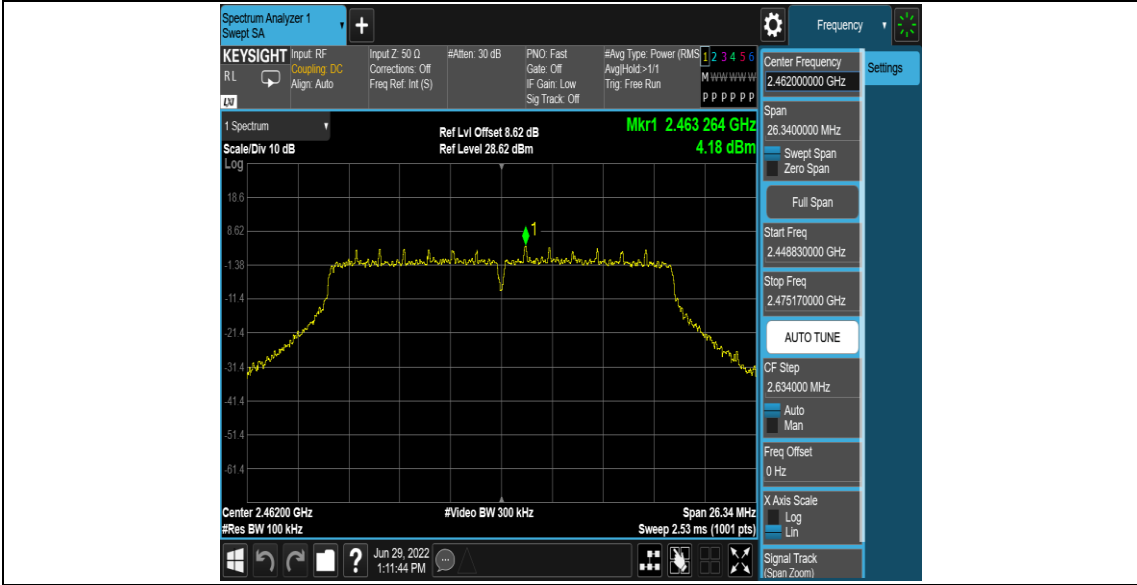 Spectrum Analyzer 1
Swept SA
Frequency
KEYSIGHT
RL
LXI
Input: RF
Coupling: DC
Align: Auto
Input Z: 50 Ω
Corrections: Off
Freq Ref: Int (S)
#Atten: 30 dB
PNO: Fast
Gate: Off
IF Gain: Low
Sig Track: Off
#Avg Type: Power (RMS
Avg|Hold:>1/1
Trig: Free Run
1 2 3 4 5 6
M W W W W W
P P P P P P
Center Frequency
2.462000000 GHz
Settings
Span
26.3400000 MHz
Swept Span
Zero Span
Full Span
Start Freq
2.448830000 GHz
Stop Freq
2.475170000 GHz
AUTO TUNE
CF Step
2.634000 MHz
Auto
Man
Freq Offset
0 Hz
X Axis Scale
Log
Lin
Signal Track
(Span Zoom)
1 Spectrum
Scale/Div 10 dB
Log
Ref Lvl Offset 8.62 dB
Ref Level 28.62 dBm
Mkr1 2.463 264 GHz
4.18 dBm
1
18.6
8.62
-1.38
-11.4
-21.4
-31.4
-41.4
-51.4
-61.4
Center 2.46200 GHz
#Res BW 100 kHz
#Video BW 300 kHz
Span 26.34 MHz
Sweep 2.53 ms (1001 pts)
?
Jun 29, 2022
1:11:44 PM